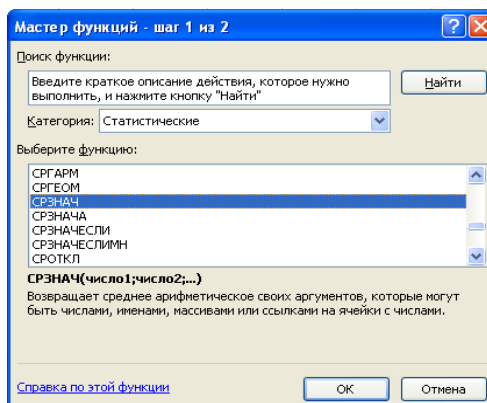 Мастер функций - шаг 1 из 2
Поиск функции:
Введите краткое описание действия, которое нужно
выполнить, и нажмите кнопку "Найти"
Найти
Категория: Статистические
Выберите функцию:
СРГАРМ
СРГЕОМ
СРЗНАЧ
СРЗНАЧА
СРЗНАЧЕСЛИ
СРЗНАЧЕСЛИМН
СРОТКЛ
СРЗНАЧ(число1;число2;...)
Возвращает среднее арифметическое своих аргументов, которые могут
быть числами, именами, массивами или ссылками на ячейки с числами.
Справка по этой функции
ОК
Отмена